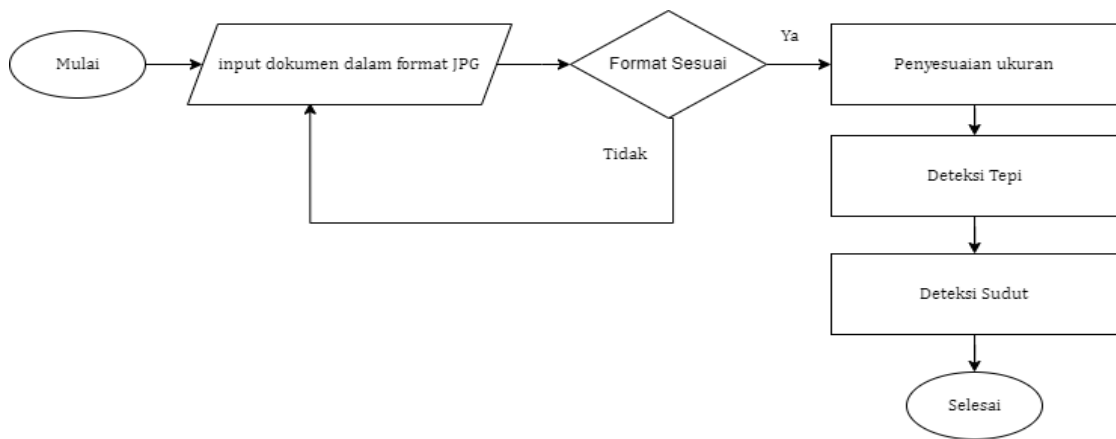 Mulai
input dokumen dalam format JPG
Format Sesuai
Ya
Penyesuaian ukuran
Tidak
Deteksi Tepi
Deteksi Sudut
Selesai